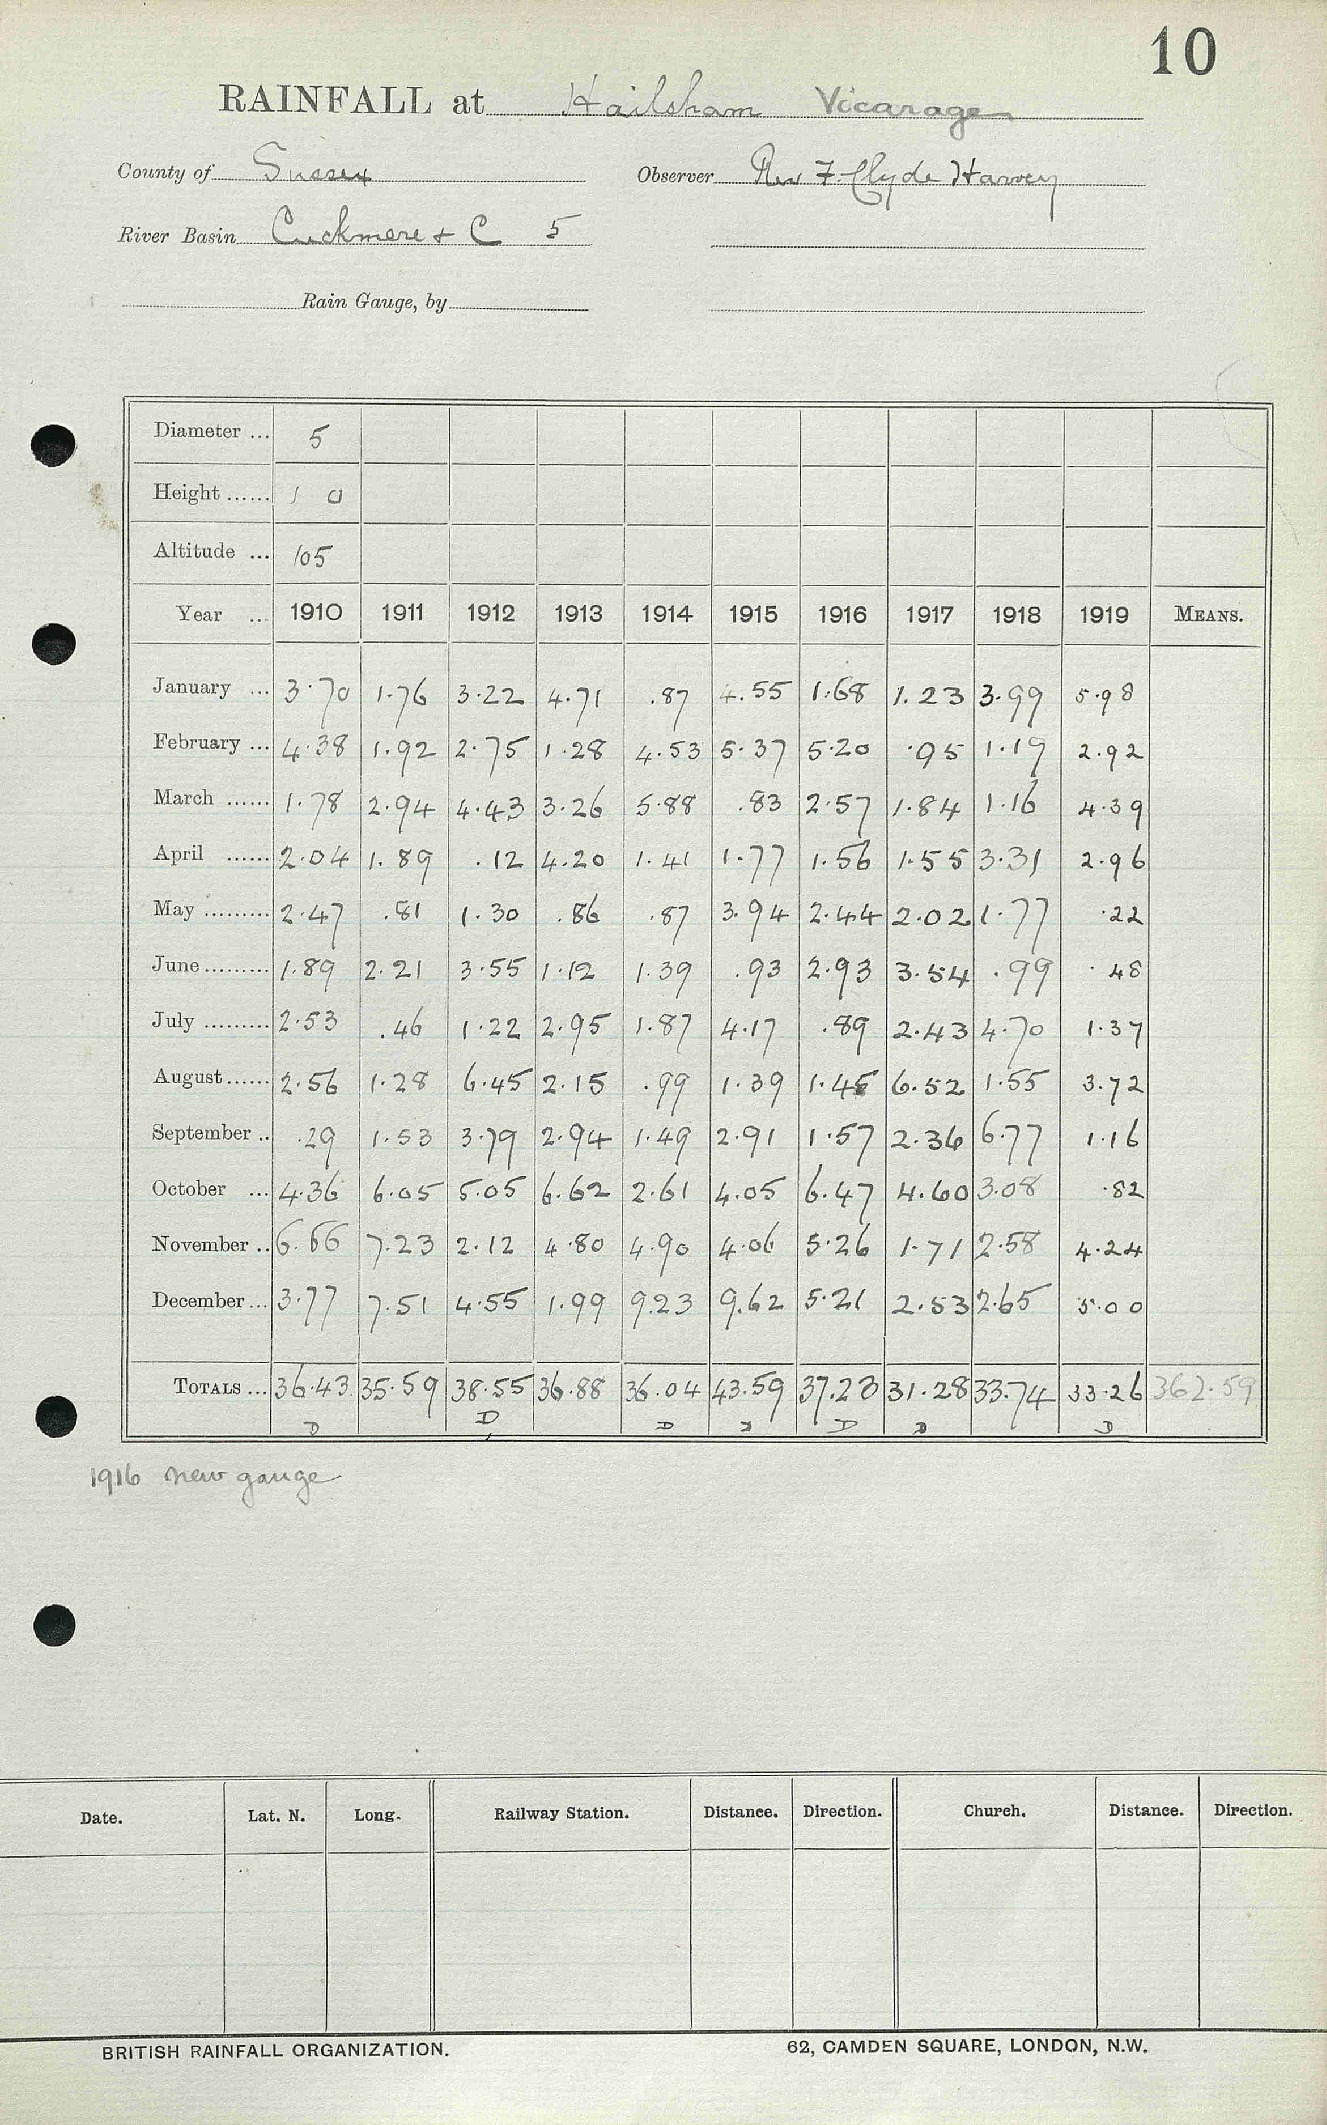 10
RAINFALL at Hailsham Vicarage
County of Sussex Observer Rev F. Clyde Harvey
River Basin Cuckmere & C 5
Rain Gauge, by
Diameter ... 5
Height ...... 1 0
Altitude ... 105
Year ... 1910 1911 1912 1913 1914 1915 1916 1917 1918 1919 MEANS.
January ... 3.70 1.76 3.22 4.71 .87 4.55 1.68 1.23 3.99 5.98
February ... 4.38 1.92 2.75 1.28 4.53 5.37 5.20 .95 1.19 2.92
March ...... 1.78 2.94 4.43 3.26 5.88 .83 2.57 1.84 1.16 4.39
April ...... 2.04 1.89 .12 4.20 1.41 1.77 1.56 1.55 3.31 2.96
May ......... 2.47 .81 1.30 .86 .87 3.94 2.44 2.02 1.77 .22
June ......... 1.89 2.21 3.55 1.12 1.39 .93 2.93 3.54 .99 .48
July ......... 2.53 .46 1.22 2.95 1.87 4.17 .89 2.43 4.70 1.37
August ...... 2.56 1.28 6.45 2.15 .99 1.39 1.45 6.52 1.55 3.72
September .. .29 1.53 3.79 2.94 1.49 2.91 1.57 2.36 6.77 1.16
October ... 4.36 6.05 5.05 6.62 2.61 4.05 6.47 4.60 3.08 .82
November .. 6.66 7.23 2.12 4.80 4.90 4.06 5.26 1.71 2.58 4.24
December ... 3.77 7.51 4.55 1.99 9.23 9.62 5.21 2.53 2.65 5.00
TOTALS ... 36.43 35.59 38.55 36.88 36.04 43.59 37.23 31.28 33.74 33.26 362.59
D D D D D D D
1916 new gauge
Date. Lat. N. Long. Railway Station. Distance. Direction. Church. Distance. Direction.
BRITISH RAINFALL ORGANIZATION. 62, CAMDEN SQUARE, LONDON, N.W.